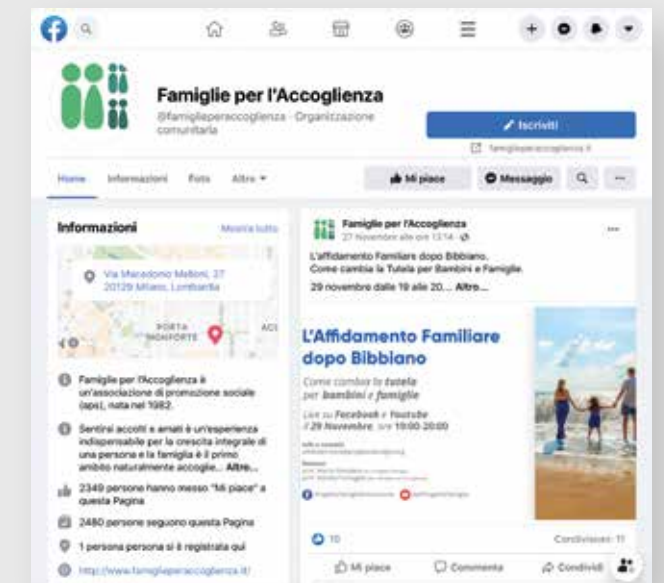 Famiglie per l'Accoglienza
@famiglieperaccoglienza · Organizzazione
comunitaria
Iscriviti
famiglieperaccoglienza.it
Home Informazioni Foto Altro
Mi piace Messaggio
Informazioni
Mostra tutto
Via Macedonio Melloni, 27
20129 Milano, Lombardia
PORTA
MONFORTE
Famiglie per l'Accoglienza è
un'associazione di promozione sociale
(aps), nata nel 1982.
Sentirsi accolti e amati è un'esperienza
indispensabile per la crescita integrale di
una persona e la famiglia è il primo
ambito naturalmente accoglie... Altro...
2349 persone hanno messo "Mi piace" a
questa Pagina
2480 persone seguono questa Pagina
1 persona persona si è registrata qui
http://www.famiglieperaccoglienza.it/
Famiglie per l'Accoglienza
27 Novembre alle ore 13:14
L'affidamento Familiare dopo Bibbiano.
Come cambia la Tutela per Bambini e Famiglie.
29 novembre dalle 19 alle 20... Altro...
L'Affidamento Familiare
dopo Bibbiano
Come cambia la tutela
per bambini e famiglie
Live su Facebook e Youtube
il 29 Novembre, ore 19:00-20:00
10
Condivisioni: 11
Mi piace Commenta Condividi